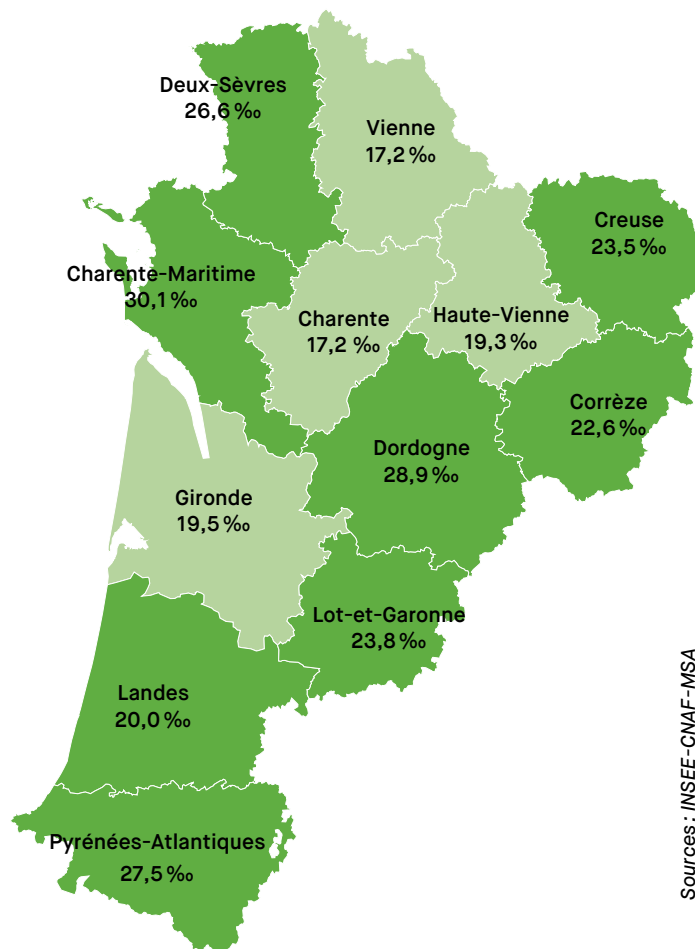 Deux-Sèvres
26,6 ‰
Vienne
17,2 ‰
Creuse
23,5 ‰
Charente-Maritime
30,1 ‰
Charente
17,2 ‰
Haute-Vienne
19,3 ‰
Corrèze
22,6 ‰
Dordogne
28,9 ‰
Gironde
19,5 ‰
Lot-et-Garonne
23,8 ‰
Landes
20,0 ‰
Pyrénées-Atlantiques
27,5 ‰
Sources : INSEE-CNAF-MSA